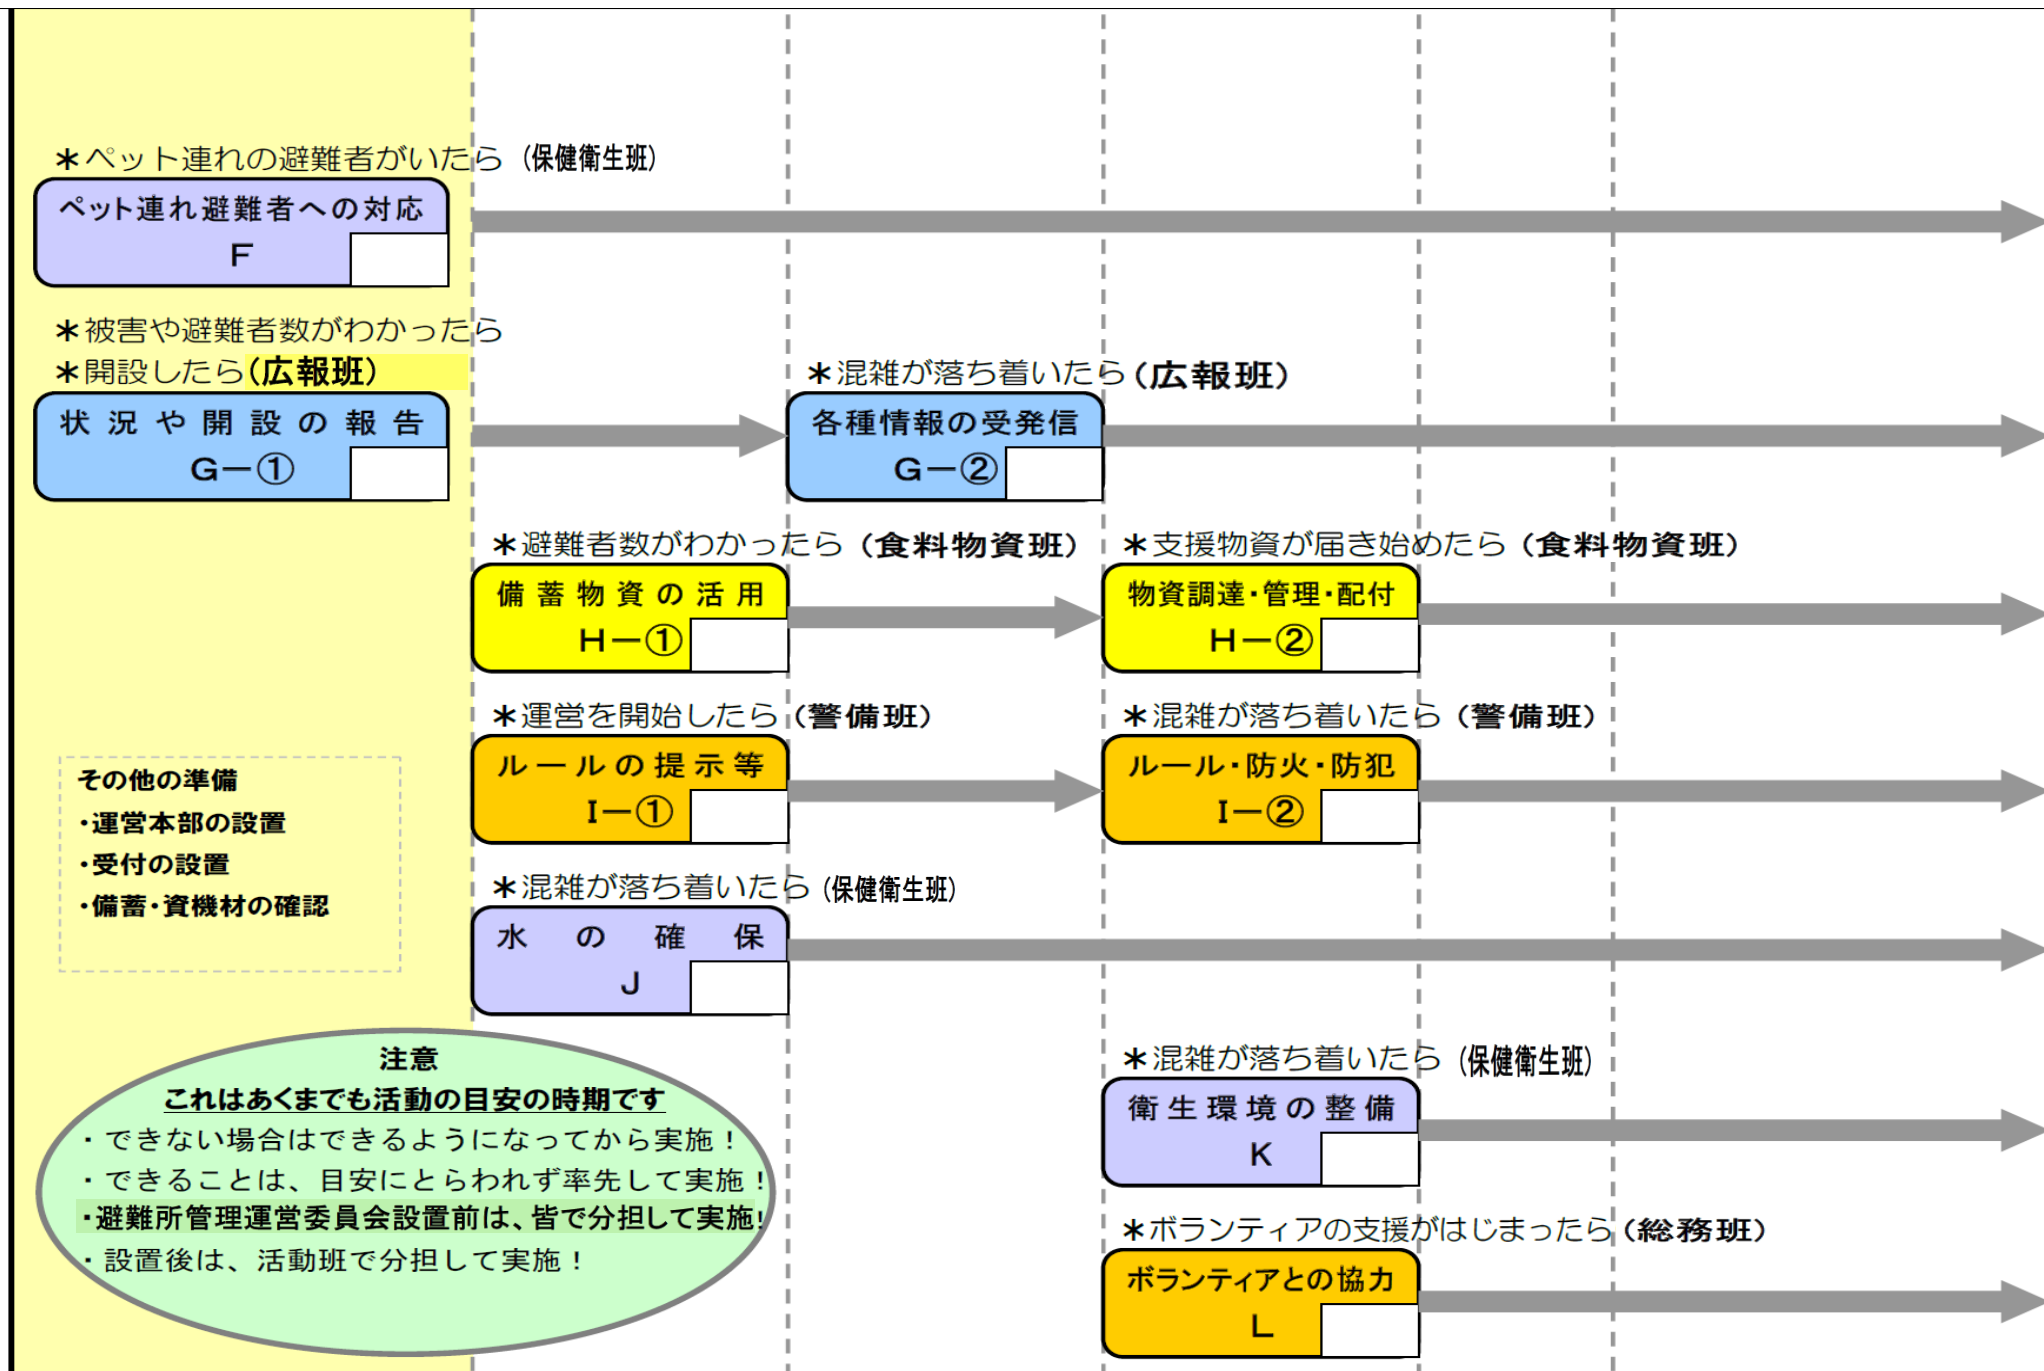 ＊ペット連れの避難者がいたら（保健衛生班）
ペット連れ避難者への対応
F
＊被害や避難者数がわかったら
＊開設したら（広報班）
＊混雑が落ち着いたら（広報班）
状況や開設の報告
G－①
各種情報の受発信
G－②
＊避難者数がわかったら（食料物資班）
＊支援物資が届き始めたら（食料物資班）
備蓄物資の活用
H－①
物資調達・管理・配付
H－②
＊運営を開始したら（警備班）
＊混雑が落ち着いたら（警備班）
ルールの提示等
I－①
ルール・防火・防犯
I－②
その他の準備
・運営本部の設置
・受付の設置
・備蓄・資機材の確認
＊混雑が落ち着いたら（保健衛生班）
水の確保
J
注意
これはあくまでも活動の目安の時期です
・できない場合はできるようになってから実施！
・できることは、目安にとらわれず率先して実施！
・避難所管理運営委員会設置前は、皆で分担して実施！
・設置後は、活動班で分担して実施！
＊混雑が落ち着いたら（保健衛生班）
衛生環境の整備
K
＊ボランティアの支援がはじまったら（総務班）
ボランティアとの協力
L